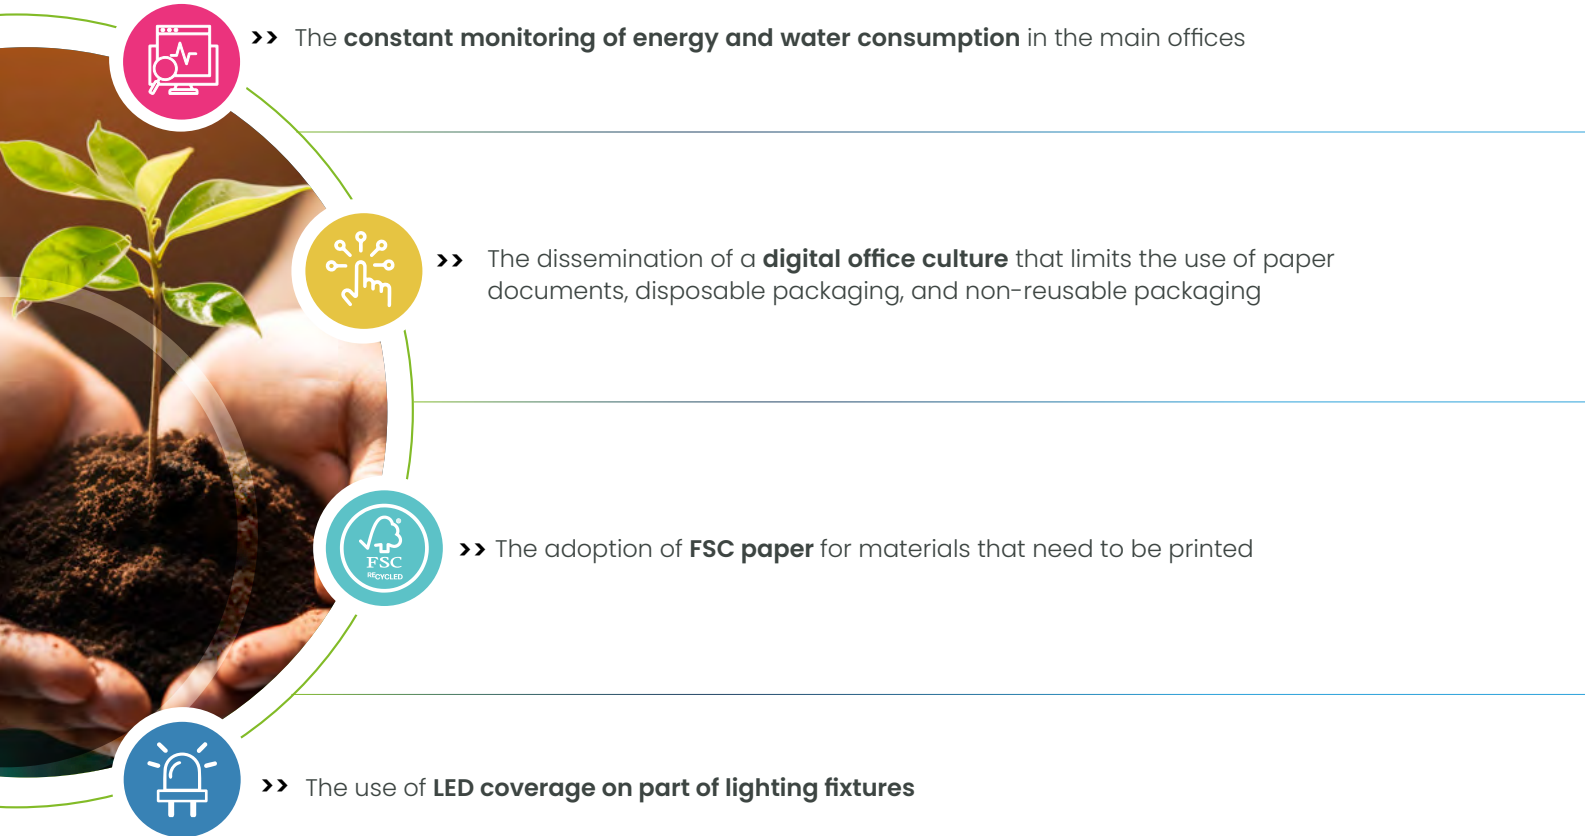 >> The constant monitoring of energy and water consumption in the main offices
>> The dissemination of a digital office culture that limits the use of paper
documents, disposable packaging, and non-reusable packaging
FSC
RECYCLED
>> The adoption of FSC paper for materials that need to be printed
>> The use of LED coverage on part of lighting fixtures